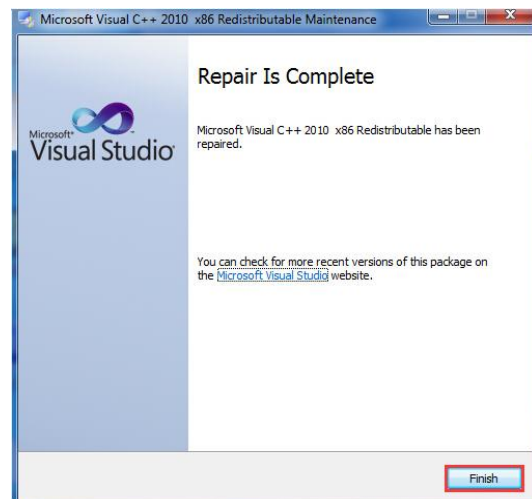 Microsoft Visual C++ 2010  x86 Redistributable Maintenance
Repair Is Complete
Microsoft Visual C++ 2010  x86 Redistributable has been
repaired.
Microsoft®
Visual Studio®
You can check for more recent versions of this package on
the Microsoft Visual Studio website.
Finish